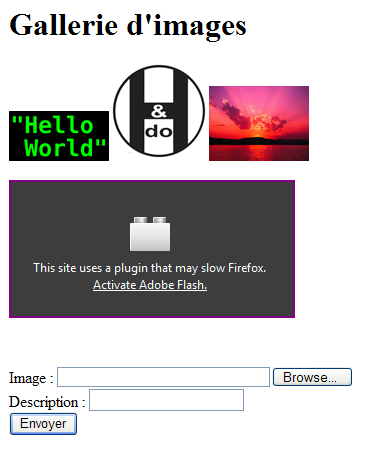 Gallerie d'images
"Hello
World"
&
do
This site uses a plugin that may slow Firefox.
Activate Adobe Flash.
Image :
Browse...
Description :
Envoyer